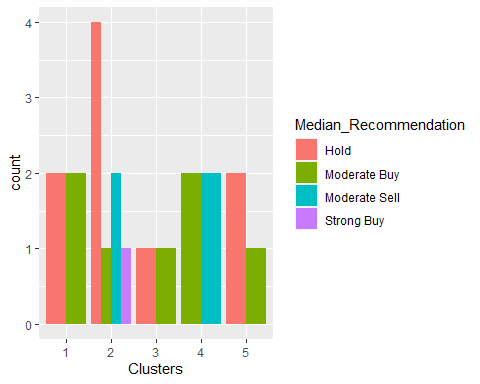 4
3
2
1
0
count
1 2 3 4 5
Clusters
Median_Recommendation
Hold
Moderate Buy
Moderate Sell
Strong Buy